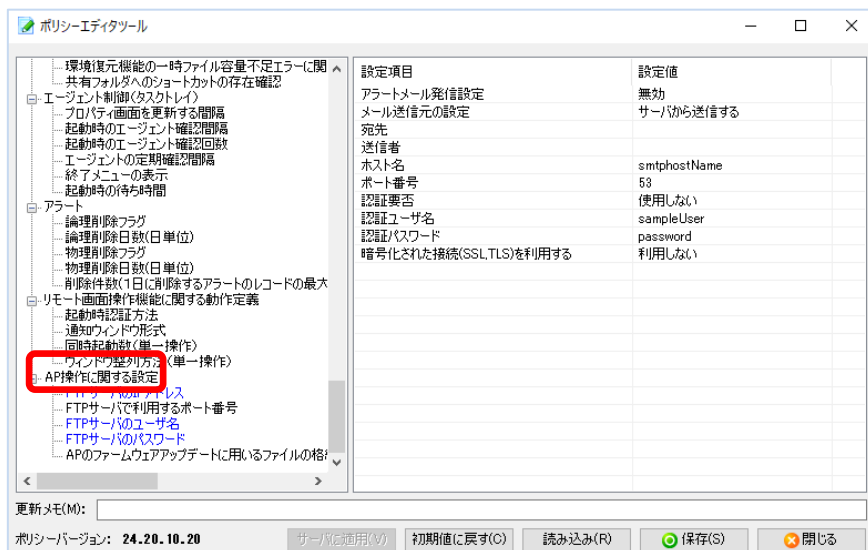 ポリシーエディタツール
環境復元機能の一時ファイル容量不足エラーに関
共有フォルダへのショートカットの存在確認
エージェント制御(タスクトレイ)
プロパティ画面を更新する間隔
起動時のエージェント確認間隔
起動時のエージェント確認回数
エージェントの定期確認間隔
終了メニューの表示
起動時の待ち時間
アラート
論理削除フラグ
論理削除日数(日単位)
物理削除フラグ
物理削除日数(日単位)
削除件数(1日に削除するアラートのレコードの最大
リモート画面操作機能に関する動作定義
起動時認証方法
通知ウィンドウ形式
同時起動数(単一操作)
ウィンドウ整列方法(単一操作)
AP操作に関する設定
FTPサーバのIPアドレス
FTPサーバで利用するポート番号
FTPサーバのユーザ名
FTPサーバのパスワード
APのファームウェアアップデートに用いるファイルの格
設定項目 設定値
アラートメール発信設定 無効
メール送信元の設定 サーバから送信する
宛先
送信者
ホスト名 smtphostName
ポート番号 53
認証要否 使用しない
認証ユーザ名 sampleUser
認証パスワード password
暗号化された接続(SSL,TLS)を利用する 利用しない
更新メモ(M):
ポリシーバージョン: 24.20.10.20 サーバに適用(V) 初期値に戻す(C) 読み込み(R) 保存(S) 閉じる